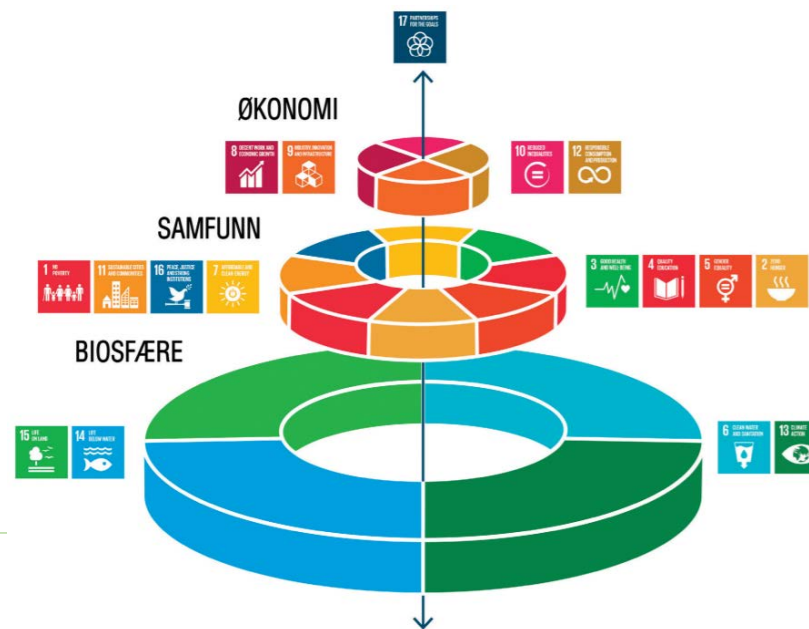 17 PARTNERSHIPS
FOR THE GOALS
ØKONOMI
8 DECENT WORK AND
ECONOMIC GROWTH
9 INDUSTRY, INNOVATION
AND INFRASTRUCTURE
10 REDUCED
INEQUALITIES
12 RESPONSIBLE
CONSUMPTION
AND PRODUCTION
SAMFUNN
1 NO
POVERTY
11 SUSTAINABLE CITIES
AND COMMUNITIES
16 PEACE, JUSTICE
AND STRONG
INSTITUTIONS
7 AFFORDABLE AND
CLEAN ENERGY
3 GOOD HEALTH
AND WELL-BEING
4 QUALITY
EDUCATION
5 GENDER
EQUALITY
2 ZERO
HUNGER
BIOSFÆRE
15 LIFE
ON LAND
14 LIFE
BELOW WATER
6 CLEAN WATER
AND SANITATION
13 CLIMATE
ACTION